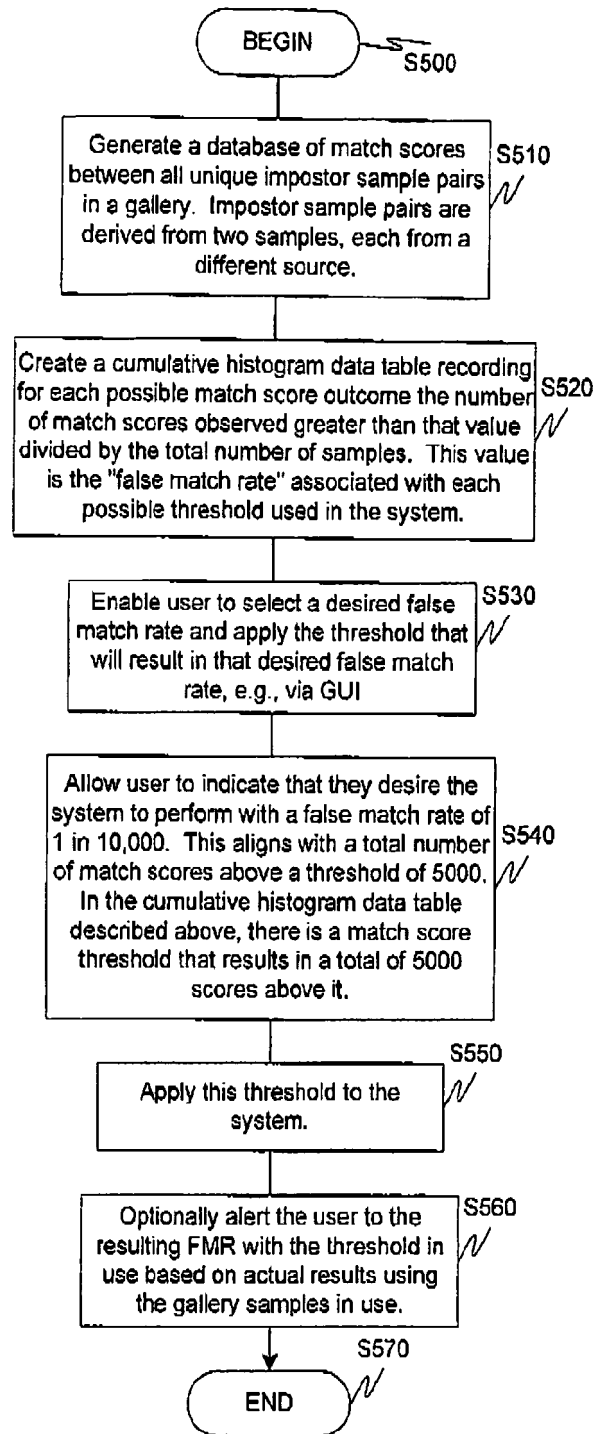 BEGIN
S500
Generate a database of match scores
between all unique impostor sample pairs
in a gallery. Impostor sample pairs are
derived from two samples, each from a
different source.
S510
Create a cumulative histogram data table recording
for each possible match score outcome the number
of match scores observed greater than that value
divided by the total number of samples. This value
is the "false match rate" associated with each
possible threshold used in the system.
S520
Enable user to select a desired false
match rate and apply the threshold that
will result in that desired false match
rate, e.g., via GUI
S530
Allow user to indicate that they desire the
system to perform with a false match rate of
1 in 10,000. This aligns with a total number
of match scores above a threshold of 5000.
In the cumulative histogram data table
described above, there is a match score
threshold that results in a total of 5000
scores above it.
S540
Apply this threshold to the
system.
S550
Optionally alert the user to the
resulting FMR with the threshold in
use based on actual results using
the gallery samples in use.
S560
END
S570